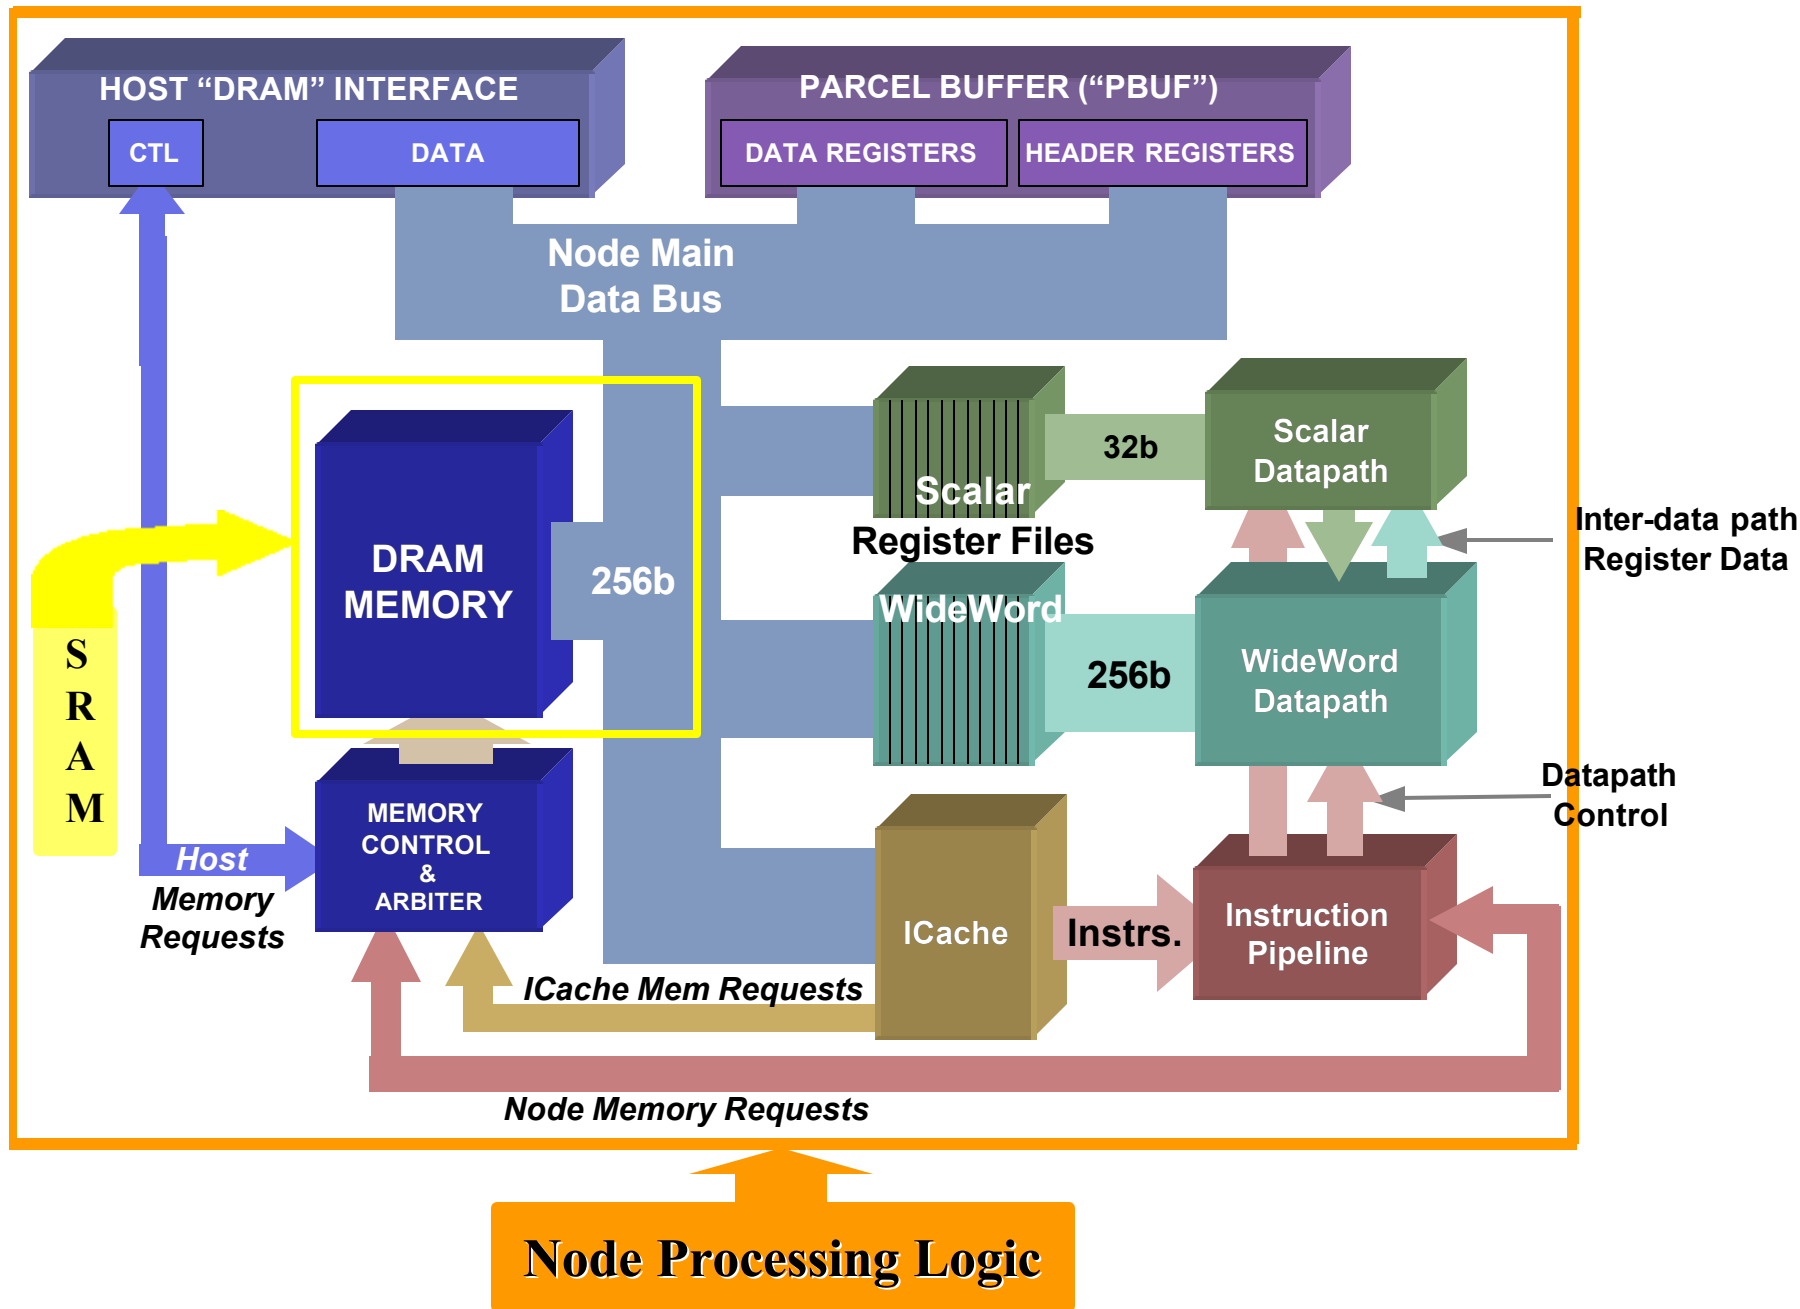 HOST “DRAM” INTERFACE
CTL
DATA
PARCEL BUFFER (“PBUF”)
DATA REGISTERS
HEADER REGISTERS
Node Main
Data Bus
DRAM
MEMORY
256b
Scalar
Register Files
WideWord
32b
Scalar
Datapath
256b
WideWord
Datapath
Inter-data path
Register Data
Datapath
Control
S
R
A
M
MEMORY
CONTROL
&
ARBITER
Host
Memory
Requests
ICache
Instrs.
Instruction
Pipeline
ICache Mem Requests
Node Memory Requests
Node Processing Logic